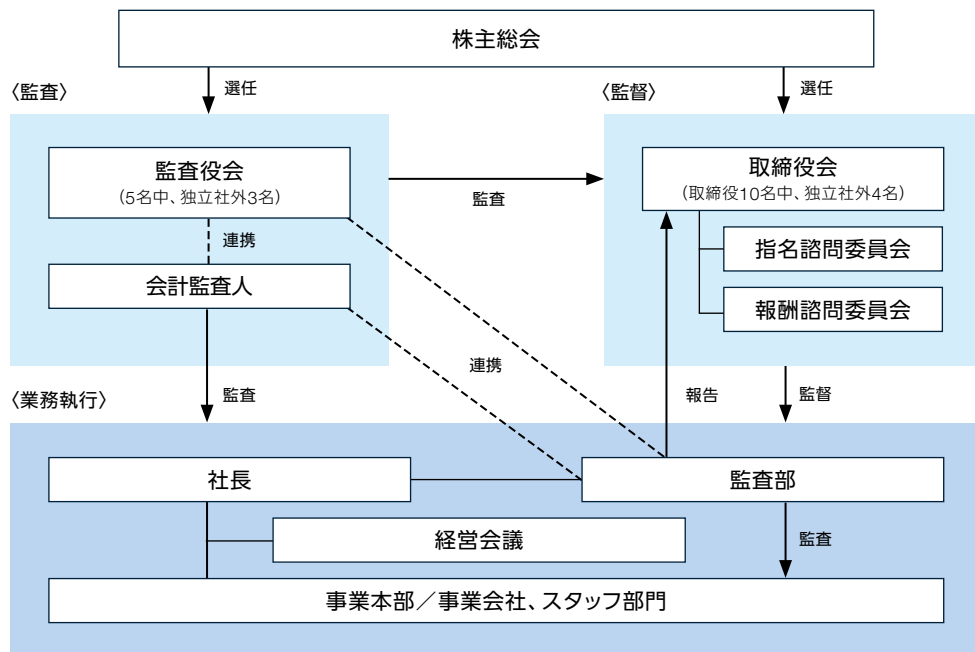 株主総会
選任
選任
〈監査〉
〈監督〉
監査役会
(5名中、独立社外3名)
監査
取締役会
(取締役10名中、独立社外4名)
連携
指名諮問委員会
会計監査人
報酬諮問委員会
連携
監査
報告
監督
〈業務執行〉
社長
監査部
経営会議
監査
事業本部／事業会社、スタッフ部門